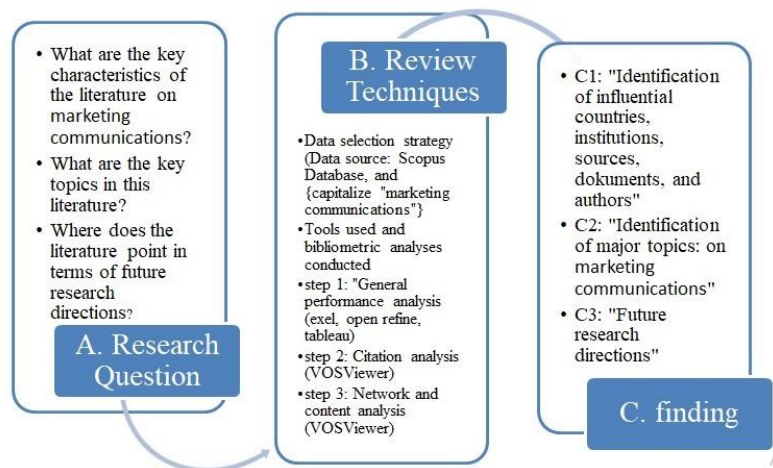 • What are the key
characteristics of
the literature on
marketing
communications?
• What are the key
topics in this
literature?
• Where does the
literature point in
terms of future
research
directions?
A. Research
Question
B. Review
Techniques
•Data selection strategy
(Data source: Scopus
Database, and
{capitalize "marketing
communications"}
•Tools used and
bibliometric analyses
conducted
•step 1: "General
performance analysis
(exel, open refine,
tableau)
•step 2: Citation analysis
(VOSViewer)
•step 3: Network and
content analysis
(VOSViewer)
• C1: "Identification
of influential
countries,
institutions,
sources,
dokuments, and
authors"
• C2: "Identification
of major topics: on
marketing
communications"
• C3: "Future
research
directions"
C. finding